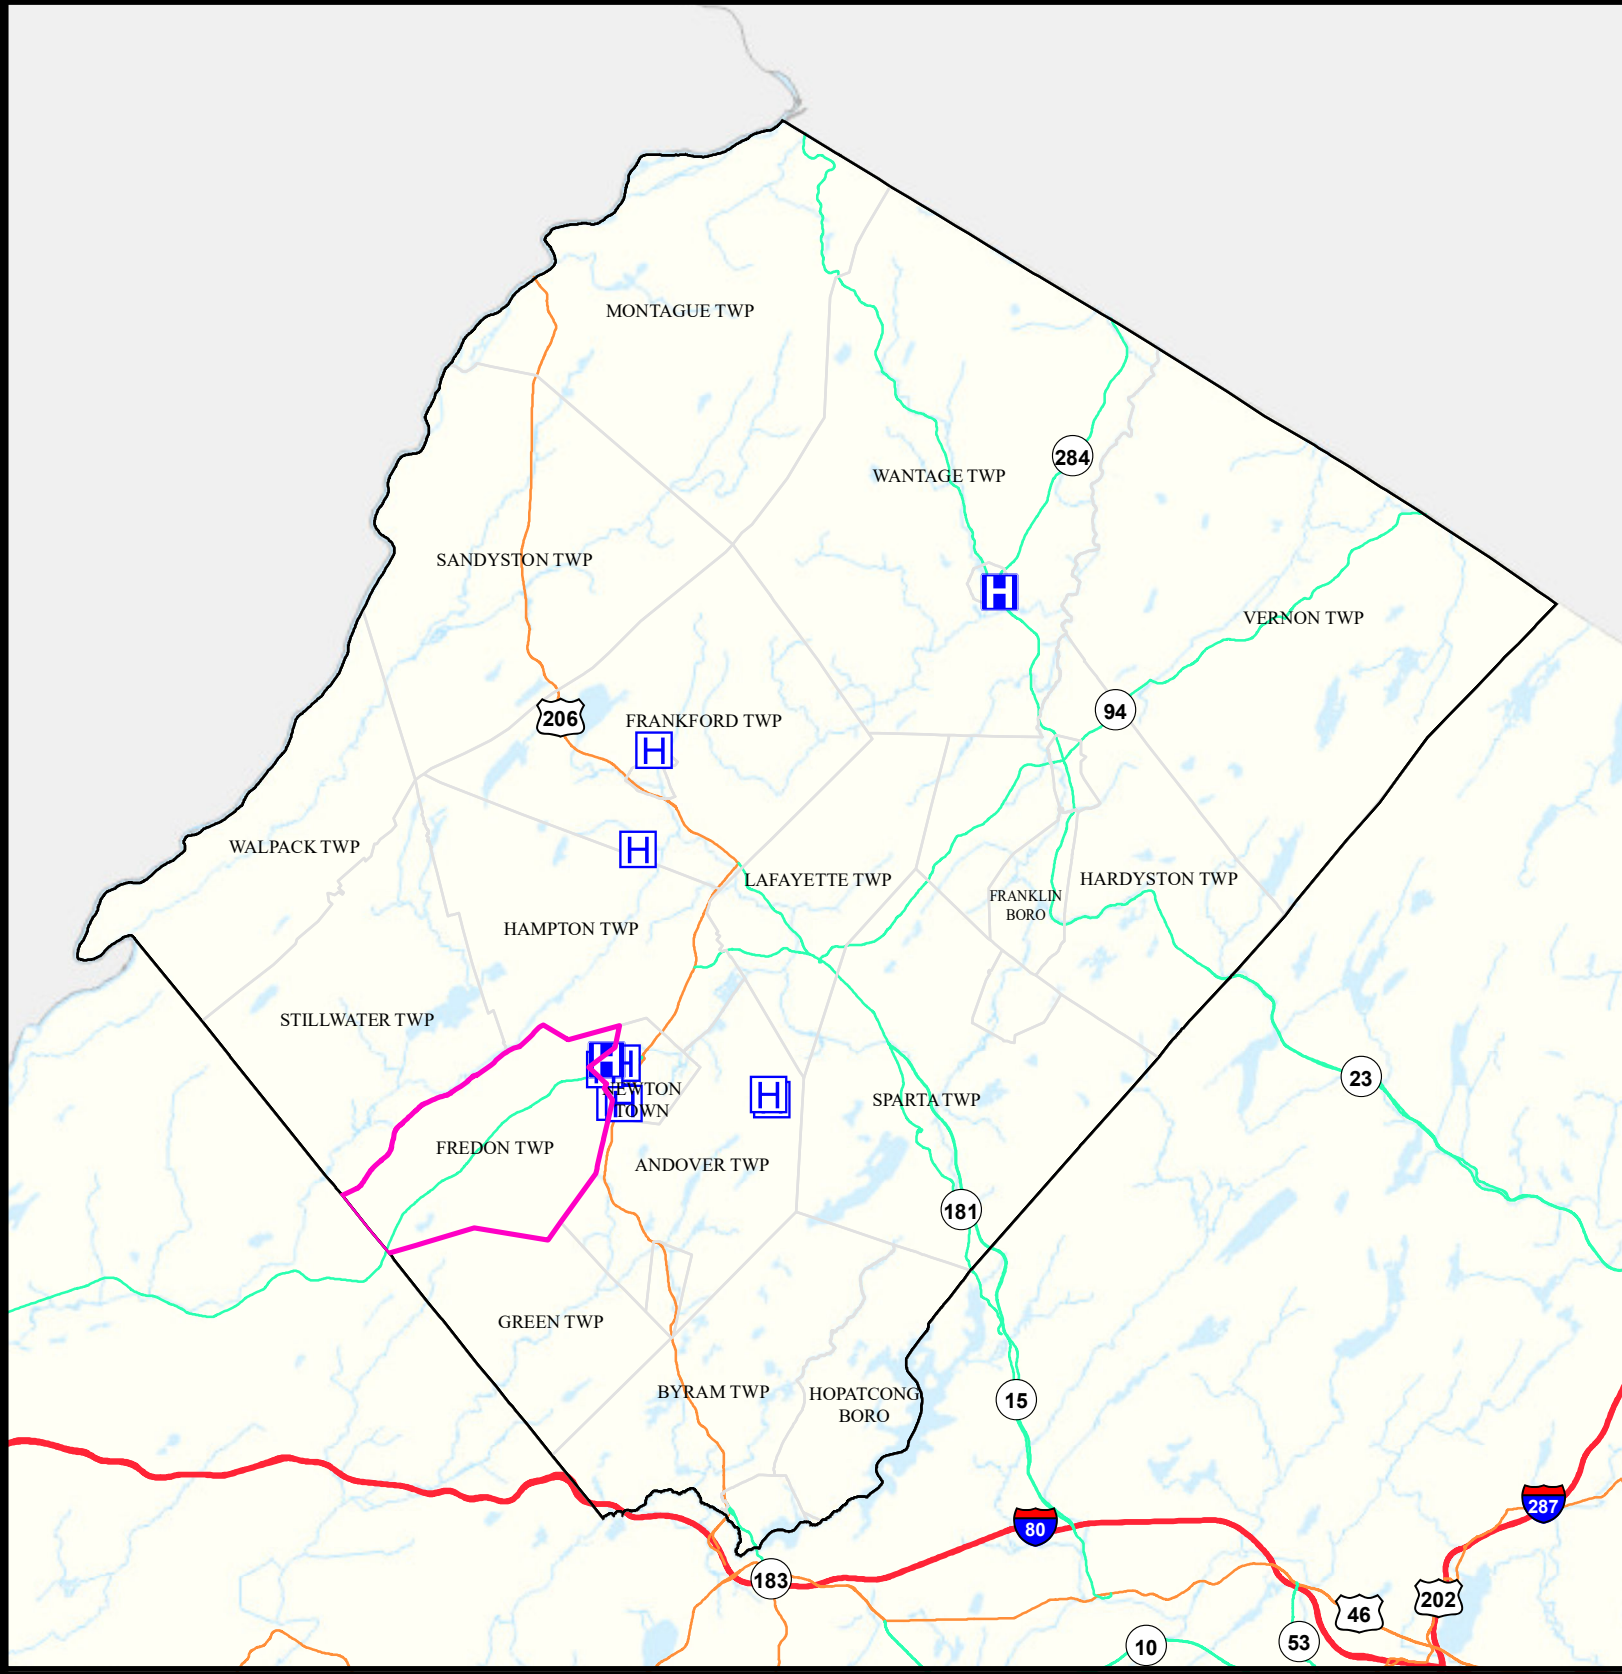 MONTAGUE TWP
284
WANTAGE TWP
SANDYSTON TWP
H
VERNON TWP
94
206
FRANKFORD TWP
H
WALPACK TWP
H
LAFAYETTE TWP
HARDYSTON TWP
FRANKLIN
BORO
HAMPTON TWP
STILLWATER TWP
H
H
NEWTON
TOWN
H
H
SPARTA TWP
23
FREDON TWP
ANDOVER TWP
181
GREEN TWP
BYRAM TWP
HOPATCONG
BORO
15
80
287
183
202
46
53
10